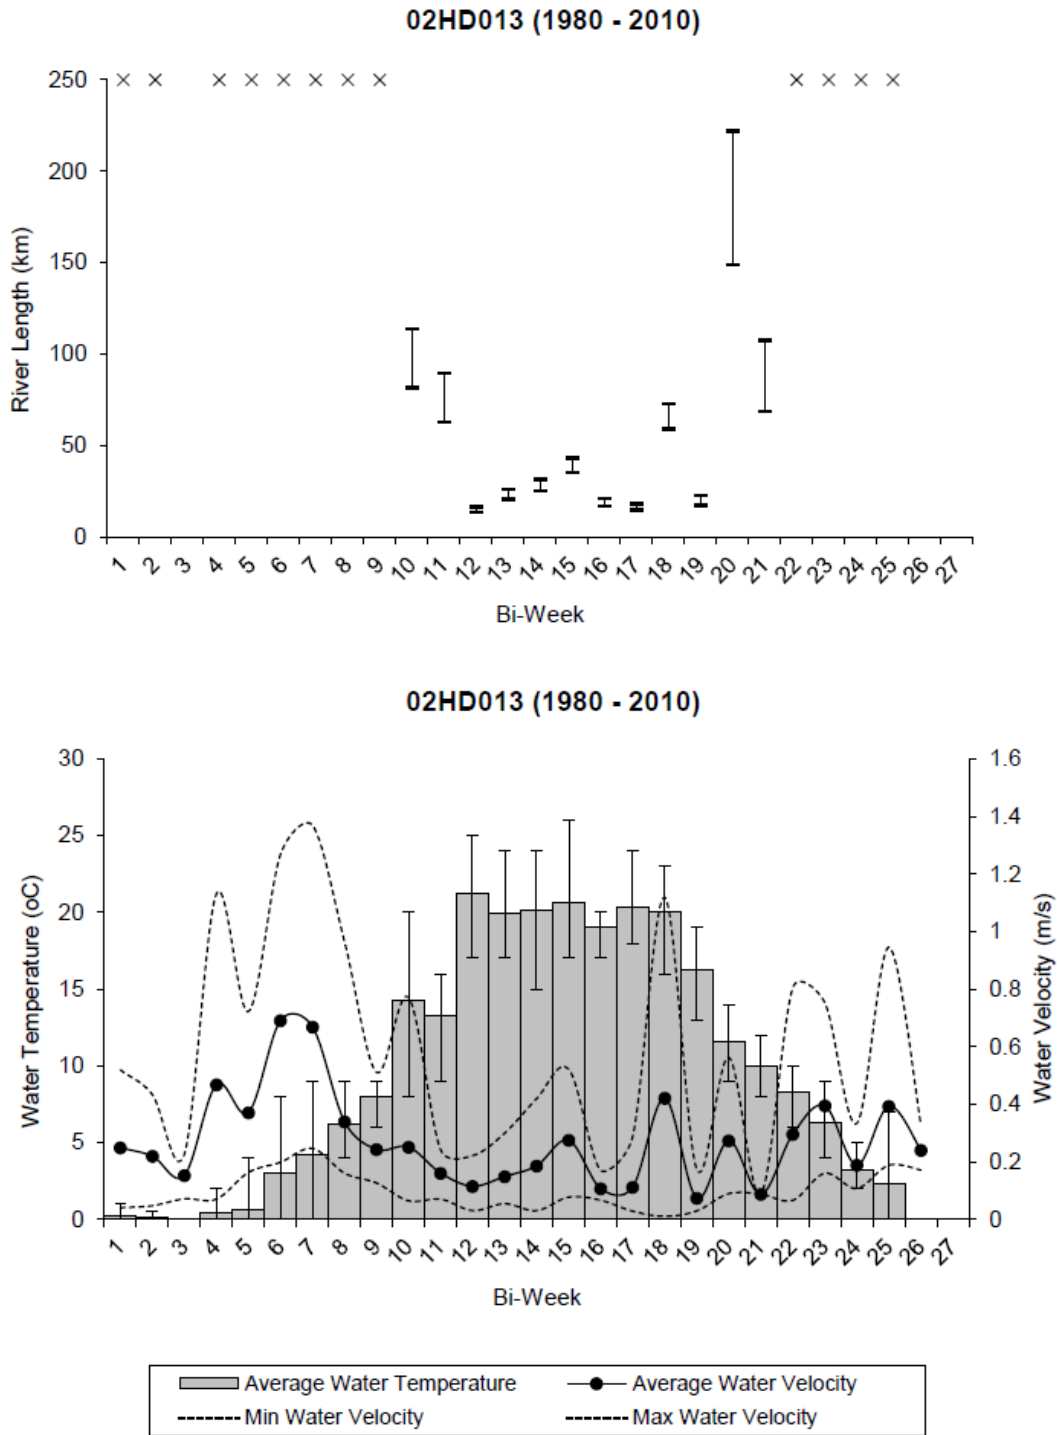 02HD013 (1980 - 2010)
250
200
150
100
50
0
River Length (km)
1 2 3 4 5 6 7 8 9 10 11 12 13 14 15 16 17 18 19 20 21 22 23 24 25 26 27
Bi-Week
02HD013 (1980 - 2010)
30
25
20
15
10
5
0
Water Temperature (oC)
1.6
1.4
1.2
1
0.8
0.6
0.4
0.2
0
Water Velocity (m/s)
1 2 3 4 5 6 7 8 9 10 11 12 13 14 15 16 17 18 19 20 21 22 23 24 25 26 27
Bi-Week
Average Water Temperature Average Water Velocity
Min Water Velocity Max Water Velocity